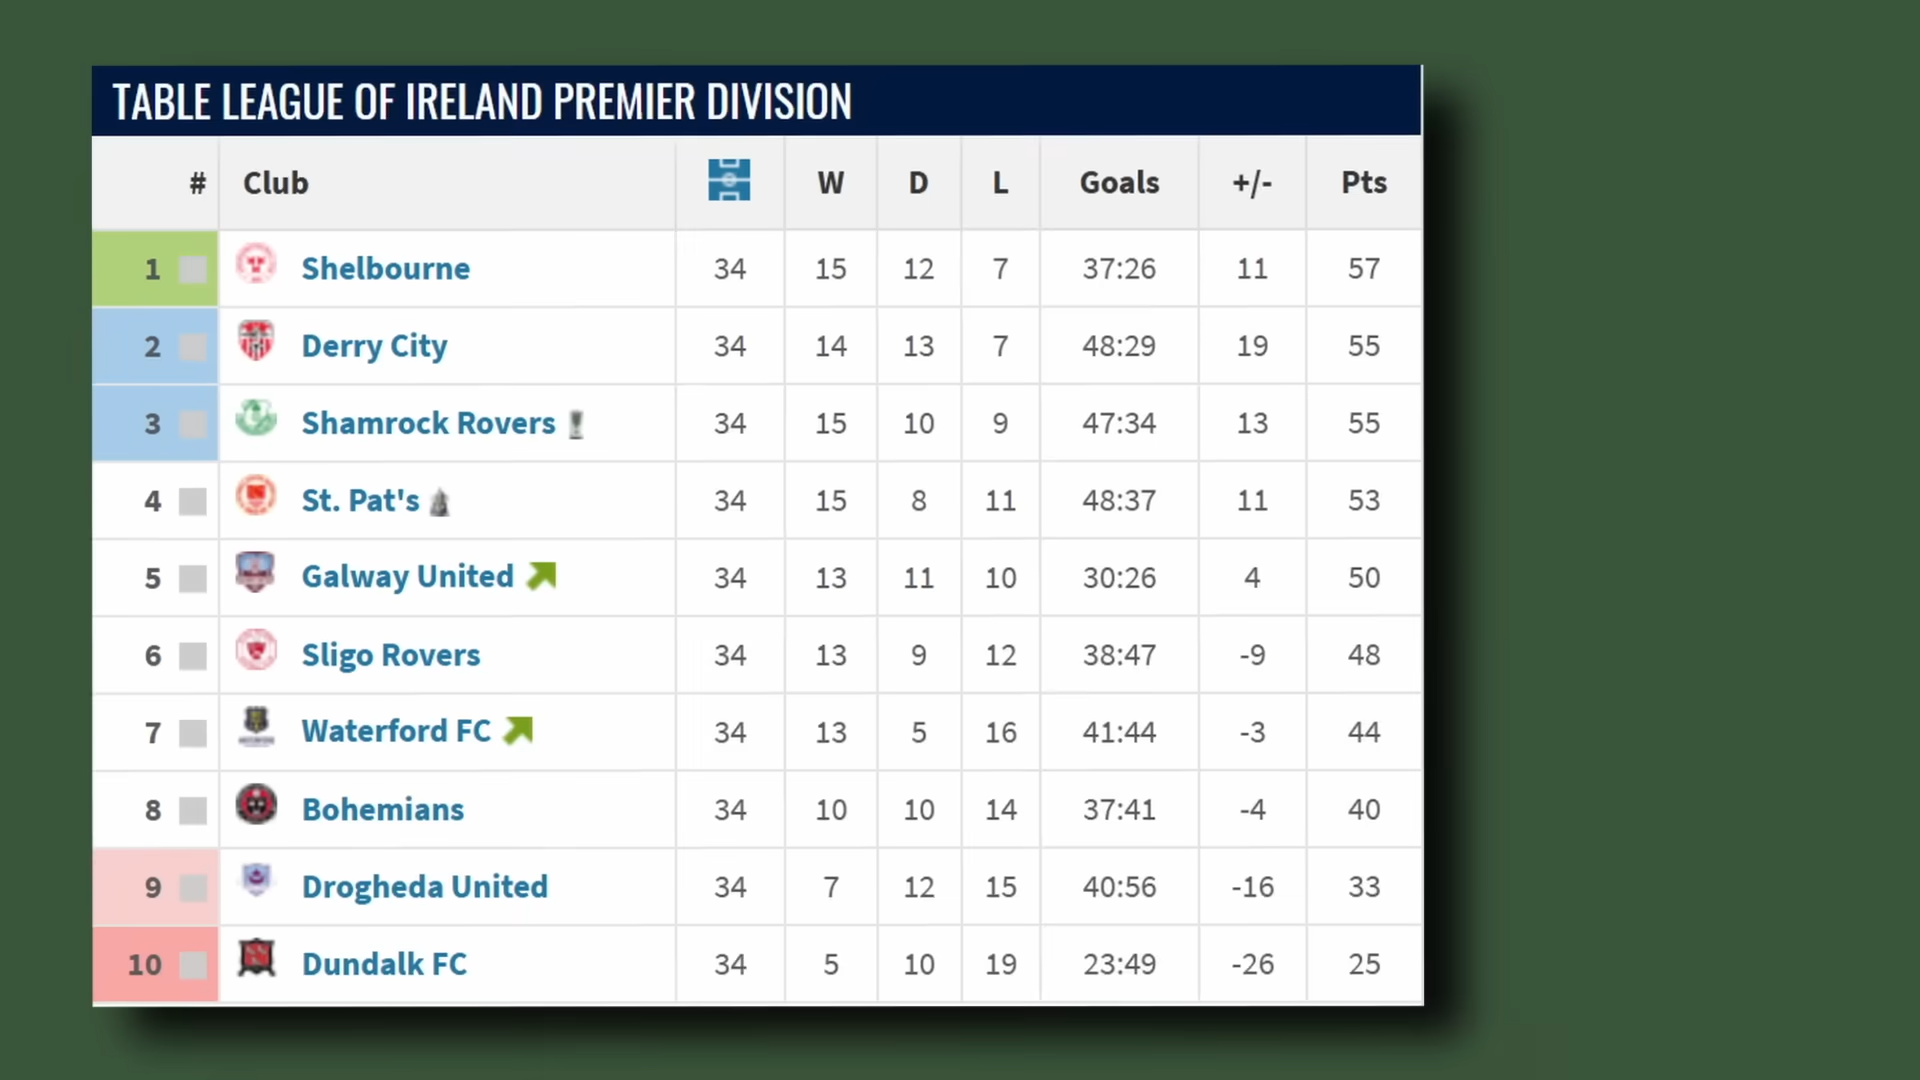 TABLE LEAGUE OF IRELAND PREMIER DIVISION
# Club W D L Goals +/- Pts
1 Shelbourne 34 15 12 7 37:26 11 57
2 Derry City 34 14 13 7 48:29 19 55
3 Shamrock Rovers 34 15 10 9 47:34 13 55
4 St. Pat's 34 15 8 11 48:37 11 53
5 Galway United 34 13 11 10 30:26 4 50
6 Sligo Rovers 34 13 9 12 38:47 -9 48
7 Waterford FC 34 13 5 16 41:44 -3 44
8 Bohemians 34 10 10 14 37:41 -4 40
9 Drogheda United 34 7 12 15 40:56 -16 33
10 Dundalk FC 34 5 10 19 23:49 -26 25